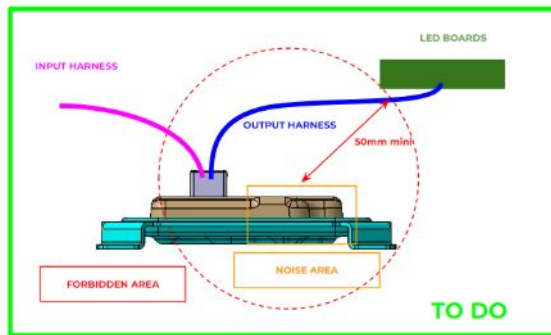 LED BOARDS
INPUT HARNESS
OUTPUT HARNESS
50mm mini
NOISE AREA
FORBIDDEN AREA
TO DO